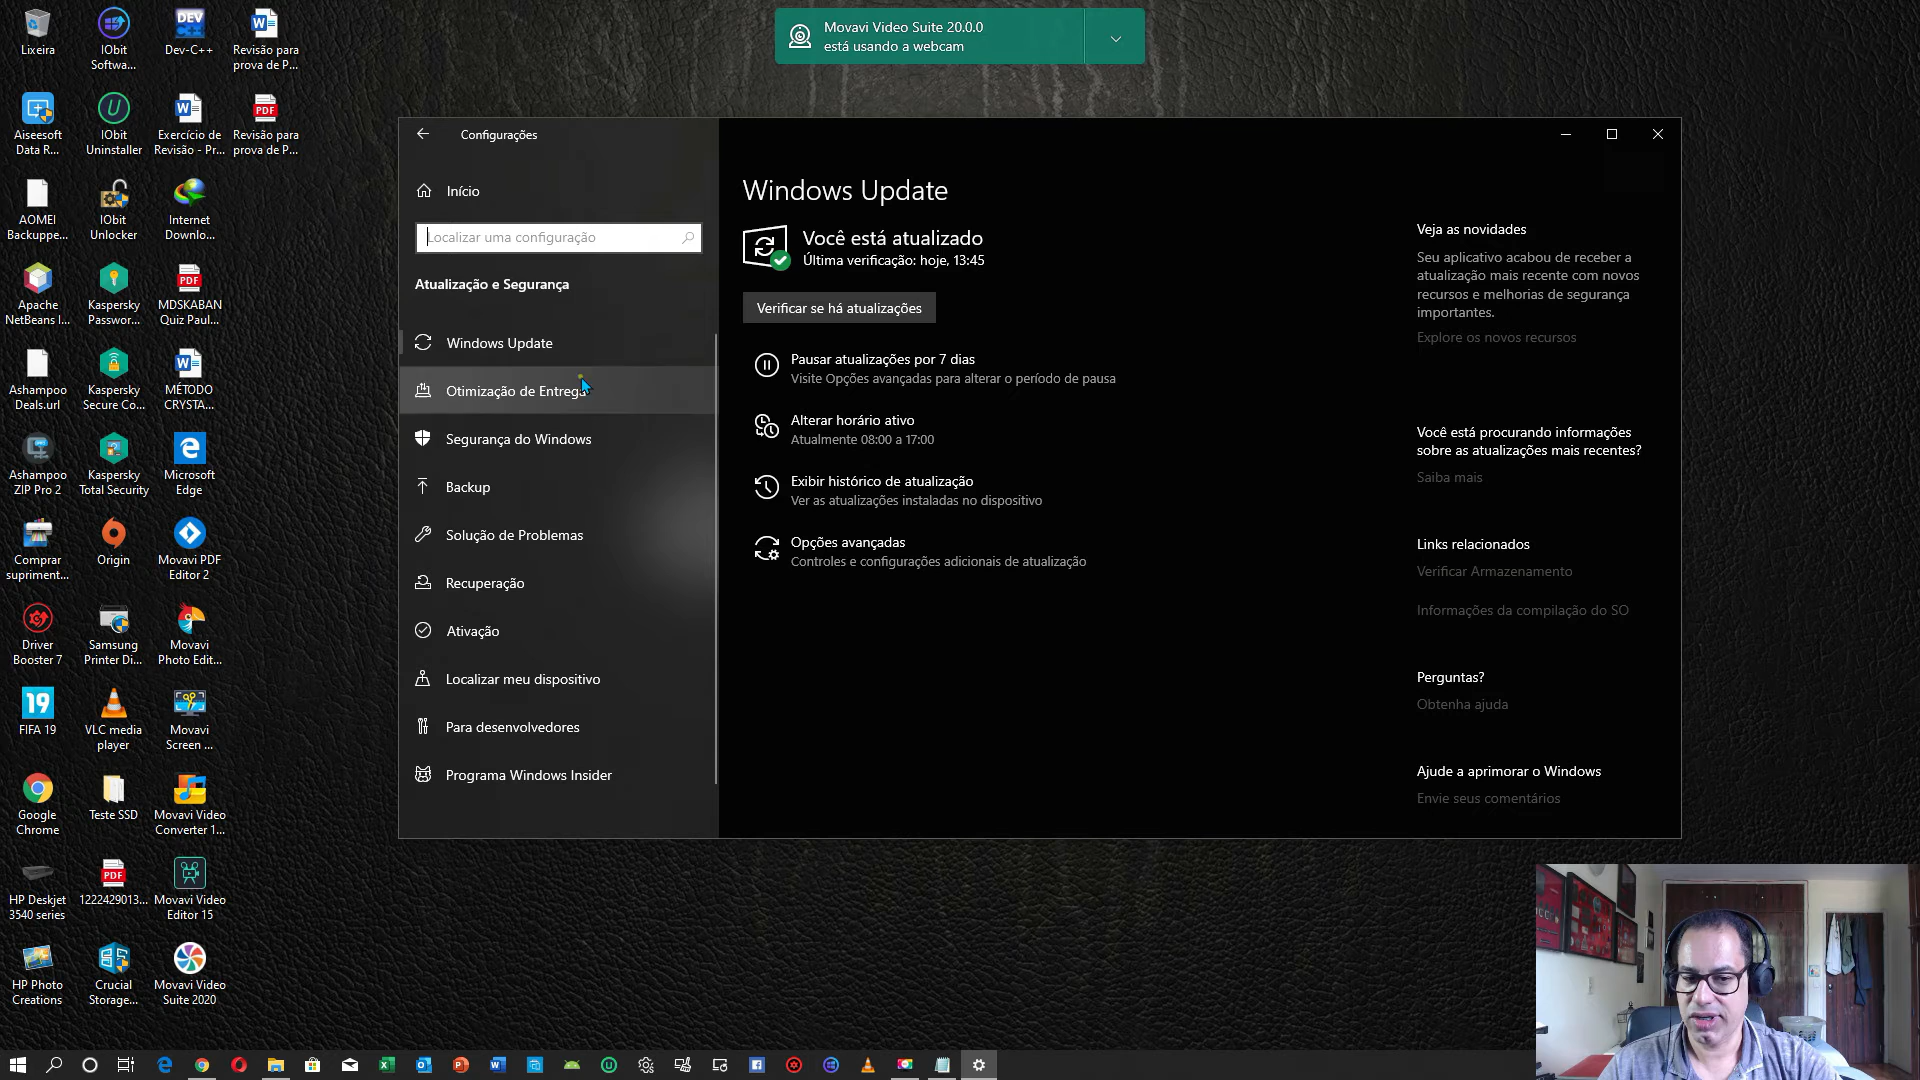 Lixeira
IObit
Softwa...
Dev-C++
Revisão para
prova de P...
Aiseesoft
Data R...
IObit
Uninstaller
Exercício de
Revisão - Pr...
Revisão para
prova de P...
AOMEI
Backuppe...
IObit
Unlocker
Internet
Downlo...
Apache
NetBeans I...
Kaspersky
Passwor...
MDSKABAN
Quiz Paul...
Ashampoo
Deals.url
Kaspersky
Secure Co...
MÉTODO
CRYSTA...
Ashampoo
ZIP Pro 2
Kaspersky
Total Security
Microsoft
Edge
Comprar
supriment...
Origin
Movavi PDF
Editor 2
Driver
Booster 7
Samsung
Printer Di...
Movavi
Photo Edit...
19
FIFA 19
VLC media
player
Movavi
Screen ...
Google
Chrome
Teste SSD
Movavi Video
Converter 1...
HP Deskjet
3540 series
1222429013...
Movavi Video
Editor 15
HP Photo
Creations
Crucial
Storage...
Movavi Video
Suite 2020
Movavi Video Suite 20.0.0
está usando a webcam
Configurações
Início
Localizar uma configuração
Atualização e Segurança
Windows Update
Otimização de Entrega
Segurança do Windows
Backup
Solução de Problemas
Recuperação
Ativação
Localizar meu dispositivo
Para desenvolvedores
Programa Windows Insider
Windows Update
Você está atualizado
Última verificação: hoje, 13:45
Verificar se há atualizações
Pausar atualizações por 7 dias
Visite Opções avançadas para alterar o período de pausa
Alterar horário ativo
Atualmente 08:00 a 17:00
Exibir histórico de atualização
Ver as atualizações instaladas no dispositivo
Opções avançadas
Controles e configurações adicionais de atualização
Veja as novidades
Seu aplicativo acabou de receber a
atualização mais recente com novos
recursos e melhorias de segurança
importantes.
Explore os novos recursos
Você está procurando informações
sobre as atualizações mais recentes?
Saiba mais
Links relacionados
Verificar Armazenamento
Informações da compilação do SO
Perguntas?
Obtenha ajuda
Ajude a aprimorar o Windows
Envie seus comentários